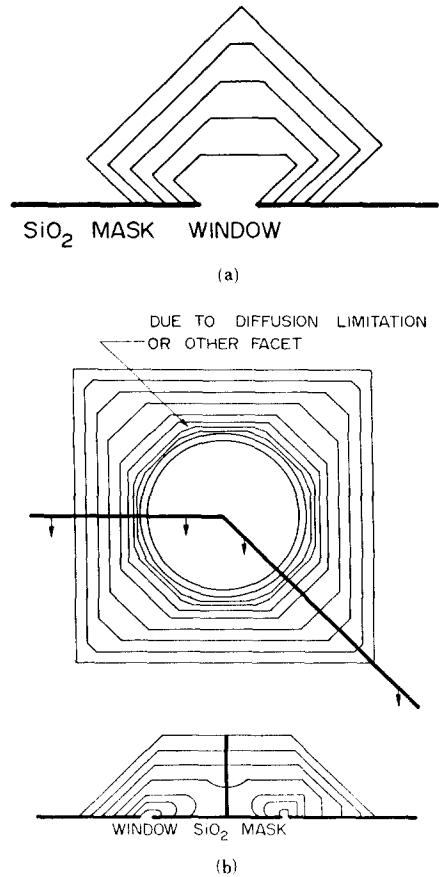 SiO₂ MASK WINDOW
(a)
DUE TO DIFFUSION LIMITATION
OR OTHER FACET
WINDOW SiO₂ MASK
(b)